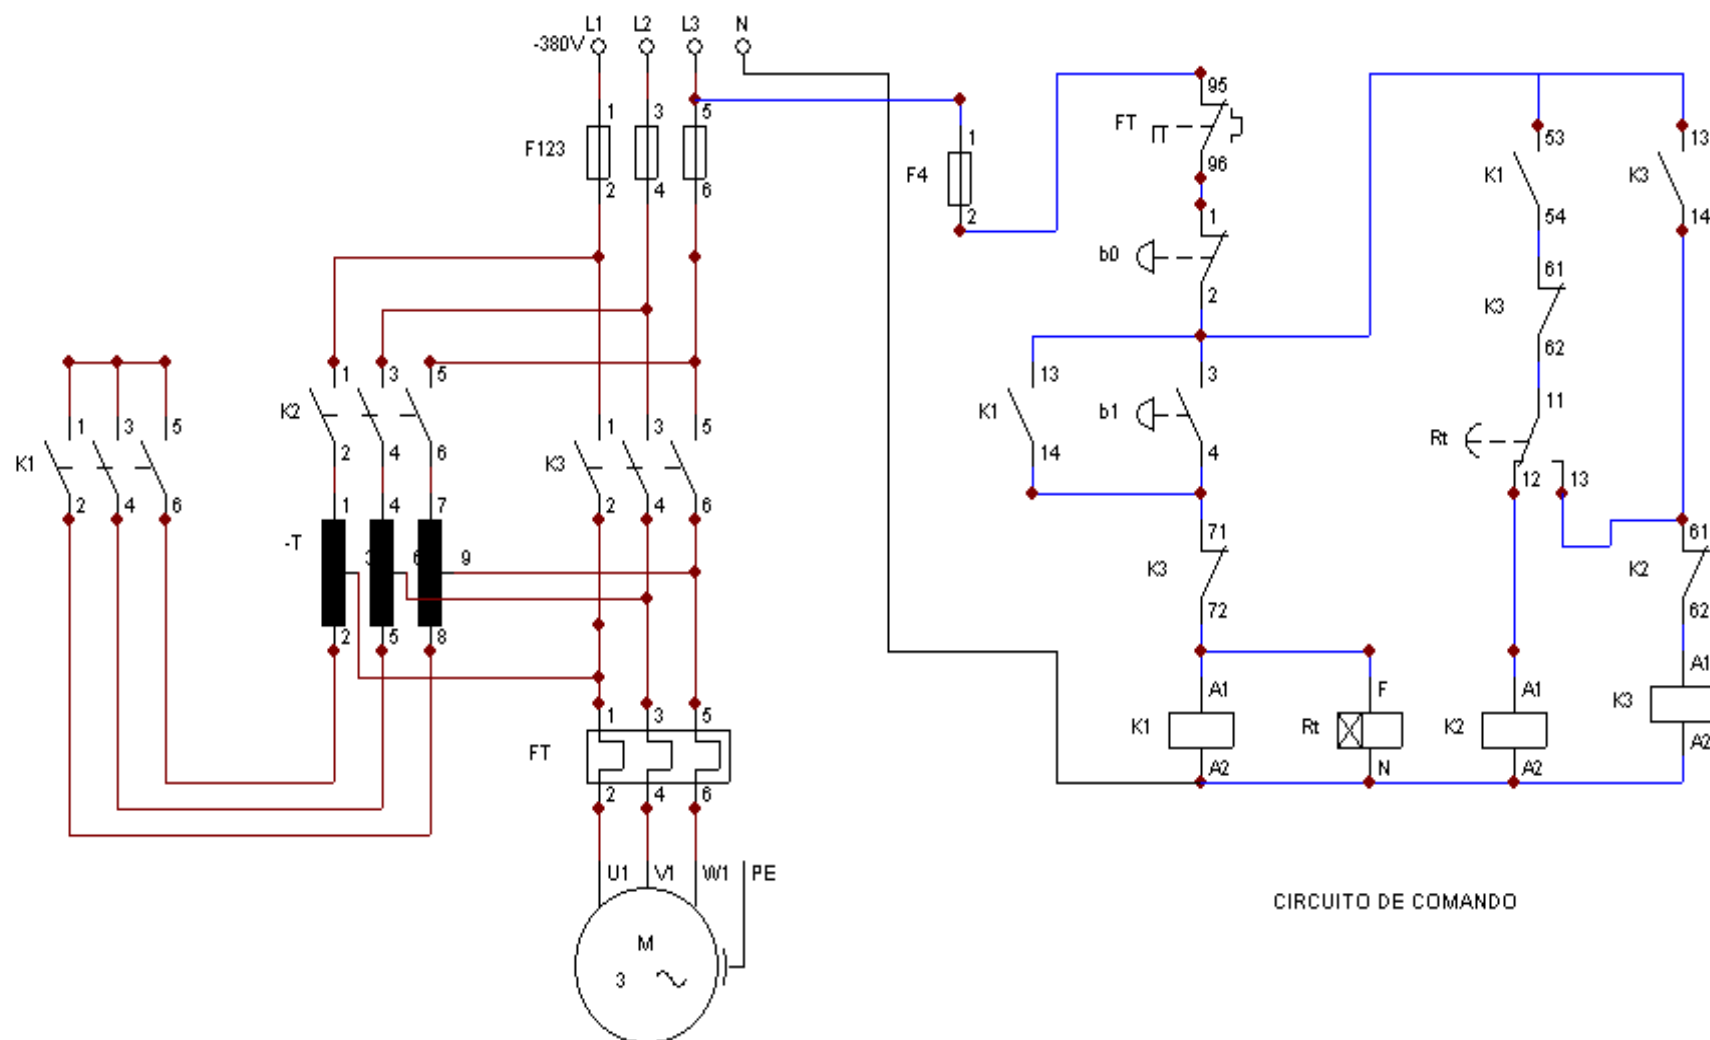 L1 L2 L3 N
-380V
1 3 5
F123
2 4 6
1
F4
2
95
FT
96
1
b0
2
53 13
K1 K3
54 14
61
K3
62
1 3 5
K2
2 4 6
1 3 5
K1
2 4 6
1 3 5
K3
2 4 6
13 3
K1 b1
14 4
11
Rt
12 13
1 4 7
-T
3 6 9
2 5 8
71
K3
72
61
K2
62
A1 F A1 A1
K1 Rt K2 K3
A2 N A2 A2
1 3 5
FT
2 4 6
U1 V1 W1 PE
M
3
CIRCUITO DE COMANDO